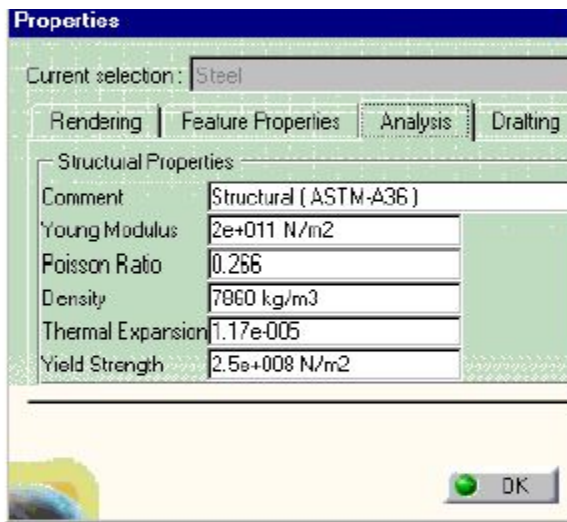 Properties
Current selection : Steel
Rendering Feature Properties Analysis Drafting
Structural Properties
Comment Structural ( ASTM-A36 )
Young Modulus 2e+011 N/m2
Poisson Ratio 0.266
Density 7860 kg/m3
Thermal Expansion 1.17e-005
Yield Strength 2.5e+008 N/m2
OK